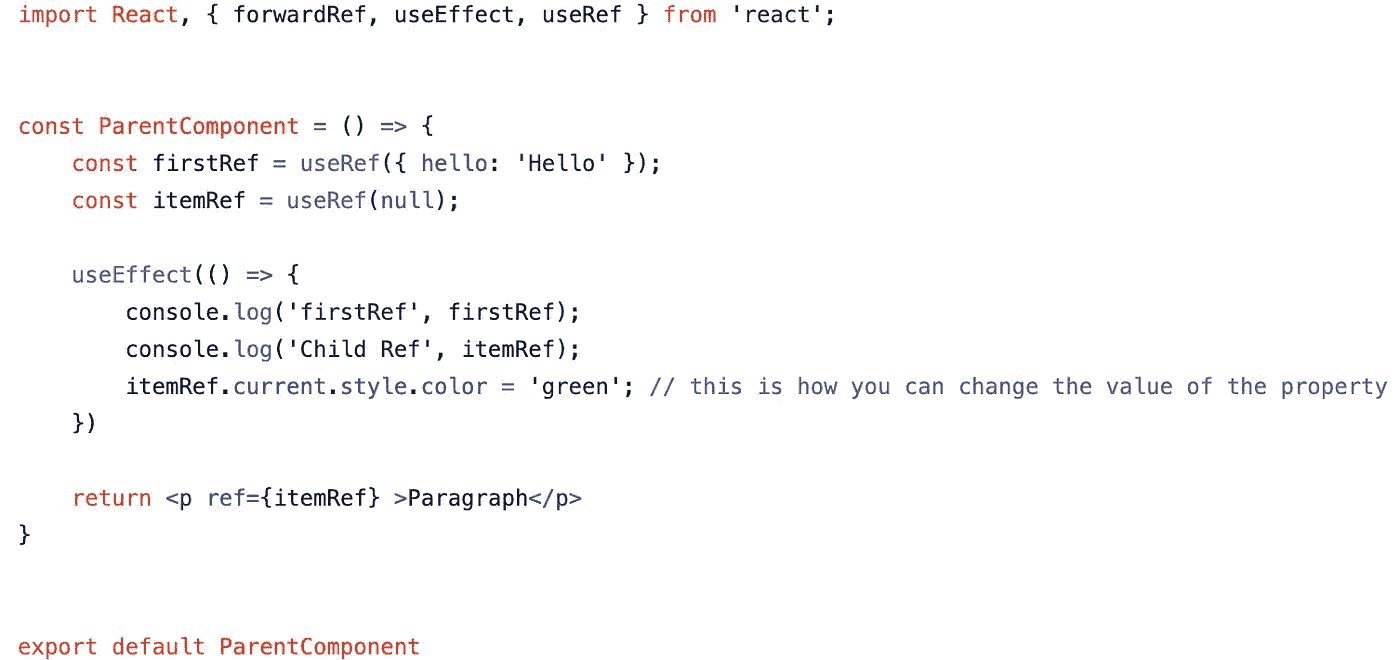 import React, { forwardRef, useEffect, useRef } from 'react';
const ParentComponent = () => {
const firstRef = useRef({ hello: 'Hello' });
const itemRef = useRef(null);
useEffect(() => {
console.log('firstRef', firstRef);
console.log('Child Ref', itemRef);
itemRef.current.style.color = 'green'; // this is how you can change the value of the property
})
return <p ref={itemRef} >Paragraph</p>
}
export default ParentComponent